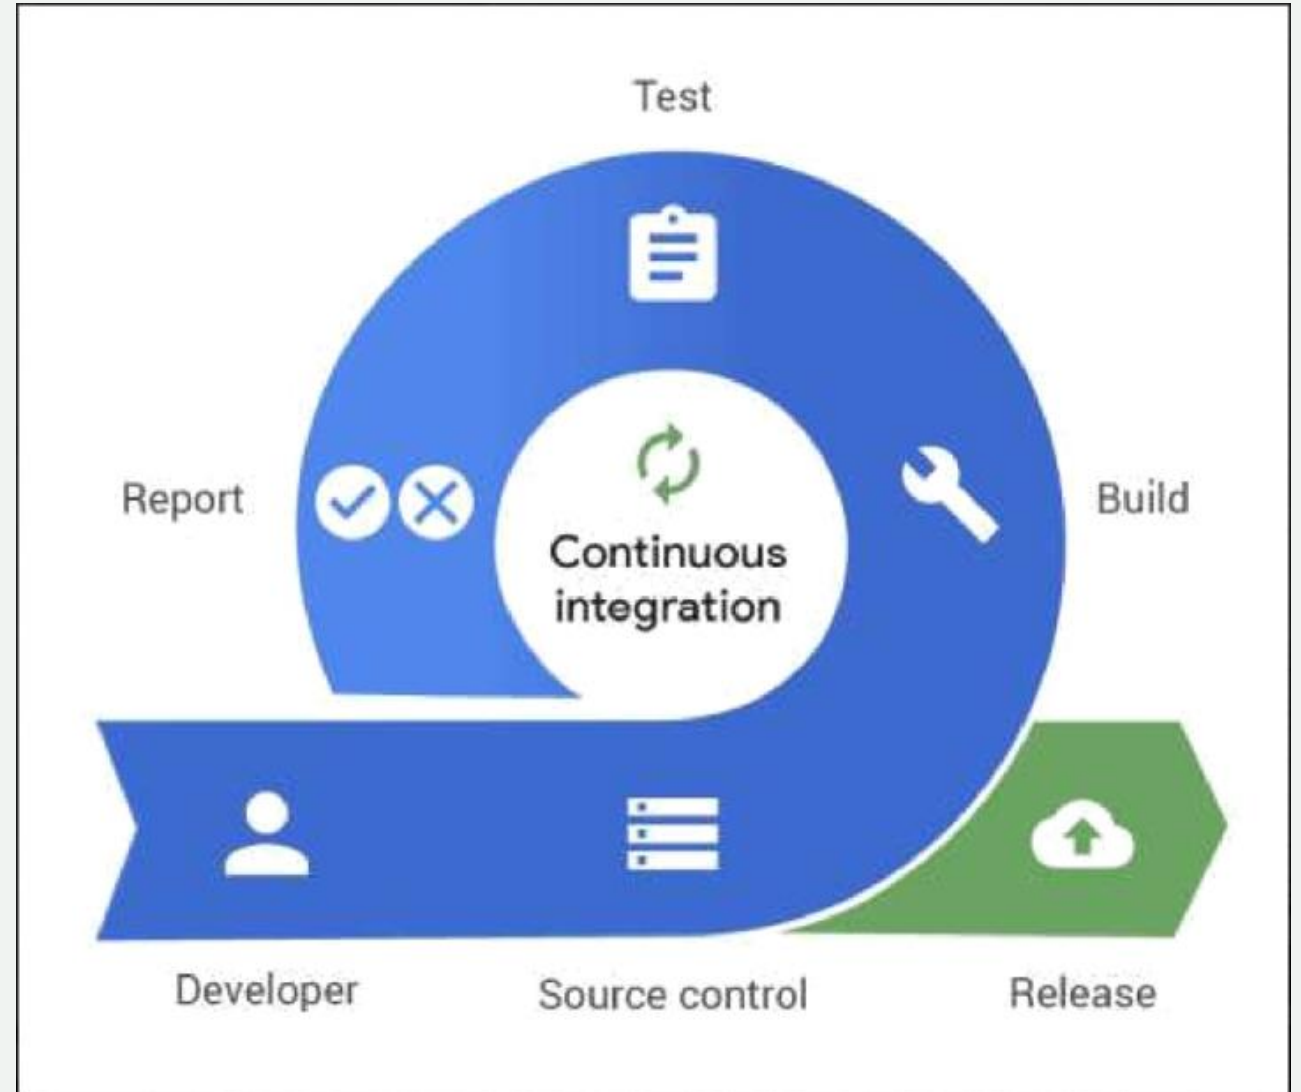 Test
Report
Continuous
integration
Build
Developer
Source control
Release